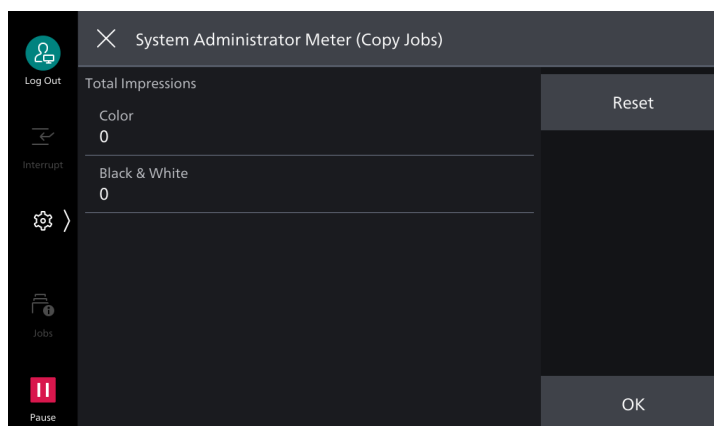 System Administrator Meter (Copy Jobs)
Log Out
Total Impressions
Color
0
Reset
Interrupt
Black & White
0
Jobs
Pause
OK